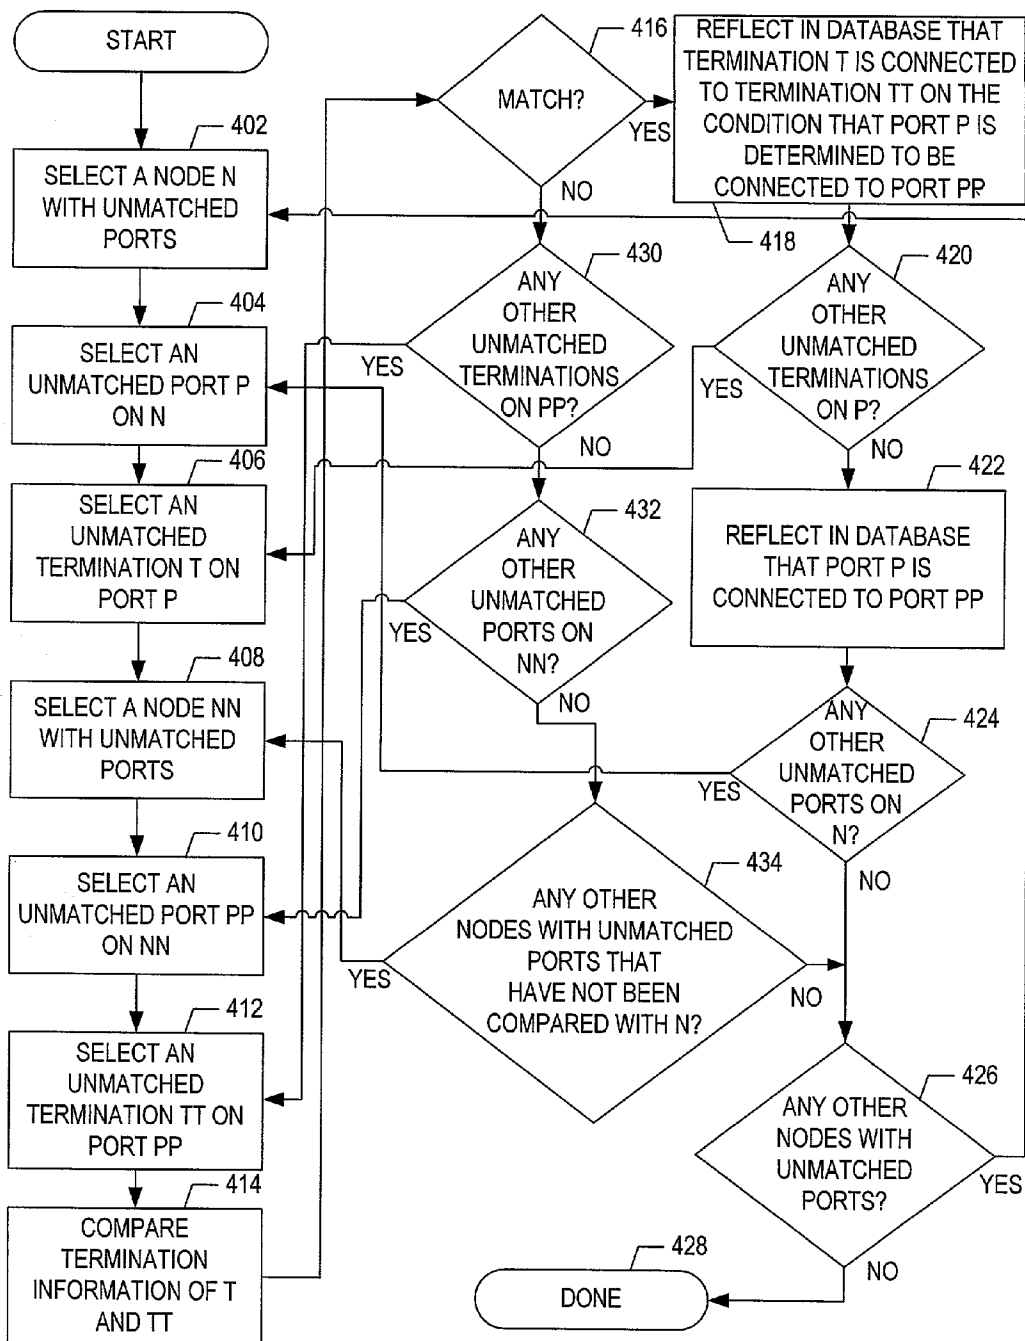 START
402
SELECT A NODE N
WITH UNMATCHED
PORTS
404
SELECT AN
UNMATCHED PORT P
ON N
406
SELECT AN
UNMATCHED
TERMINATION T ON
PORT P
408
SELECT A NODE NN
WITH UNMATCHED
PORTS
410
SELECT AN
UNMATCHED PORT PP
ON NN
412
SELECT AN
UNMATCHED
TERMINATION TT ON
PORT PP
414
COMPARE
TERMINATION
INFORMATION OF T
AND TT
416
MATCH?
YES
NO
REFLECT IN DATABASE THAT
TERMINATION T IS CONNECTED
TO TERMINATION TT ON THE
CONDITION THAT PORT P IS
DETERMINED TO BE
CONNECTED TO PORT PP
418
430
ANY
OTHER
UNMATCHED
TERMINATIONS
ON PP?
YES
NO
420
ANY
OTHER
UNMATCHED
TERMINATIONS
ON P?
YES
NO
422
REFLECT IN DATABASE
THAT PORT P IS
CONNECTED TO PORT PP
432
ANY
OTHER
UNMATCHED
PORTS ON
NN?
YES
NO
424
ANY
OTHER
UNMATCHED
PORTS ON
N?
YES
NO
434
ANY OTHER
NODES WITH UNMATCHED
PORTS THAT
HAVE NOT BEEN
COMPARED WITH N?
YES
NO
426
ANY OTHER
NODES WITH
UNMATCHED
PORTS?
YES
NO
428
DONE